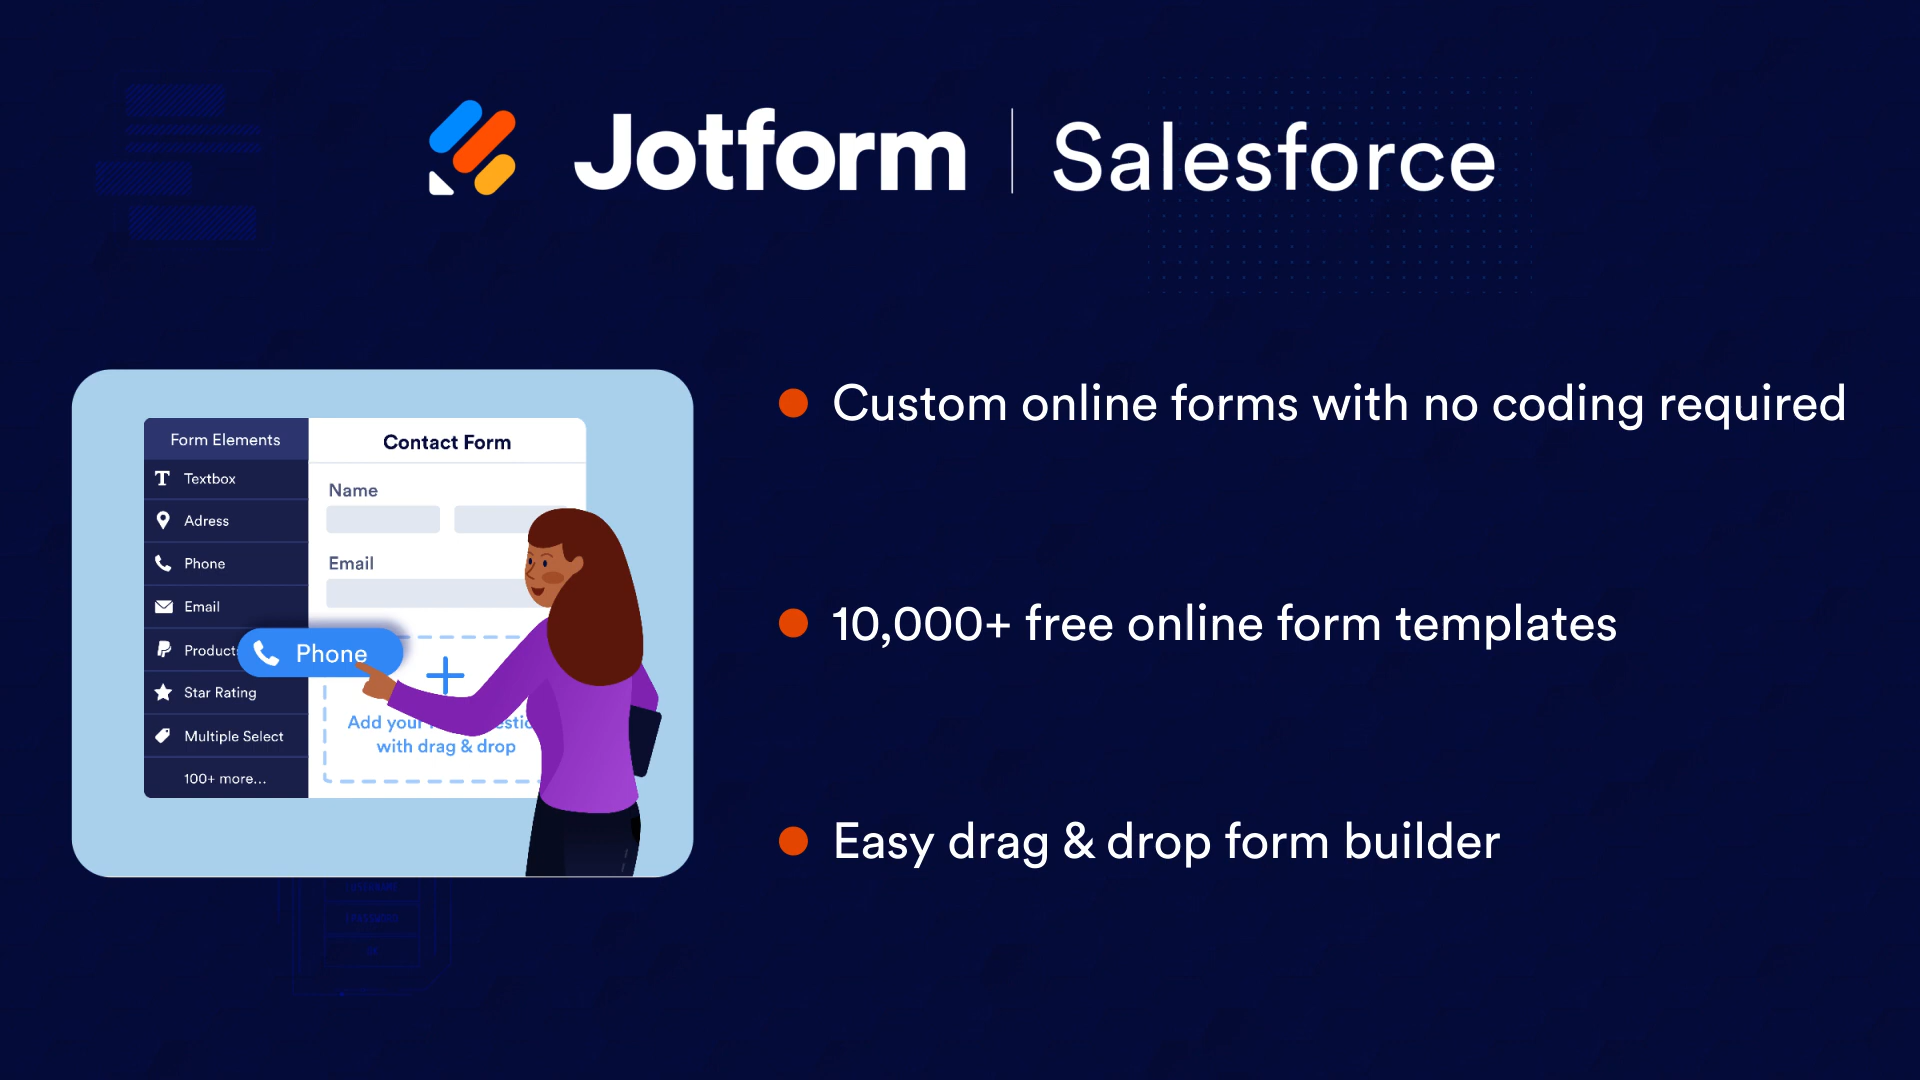 Jotform | Salesforce
Custom online forms with no coding required
10,000+ free online form templates
Easy drag & drop form builder
Form Elements
Textbox
Adress
Phone
Email
Product
Star Rating
Multiple Select
100+ more...
Contact Form
Name
Email
Phone
Add your
with drag & drop